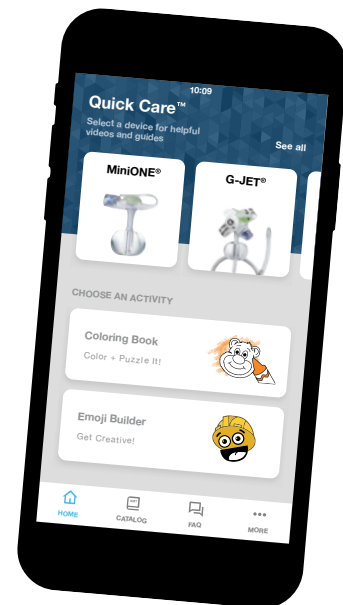 10:09
Quick Care™
Select a device for helpful
videos and guides
See all
MiniONE®
G-JET®
CHOOSE AN ACTIVITY
Coloring Book
Color + Puzzle It!
Emoji Builder
Get Creative!
HOME
CATALOG
FAQ
MORE